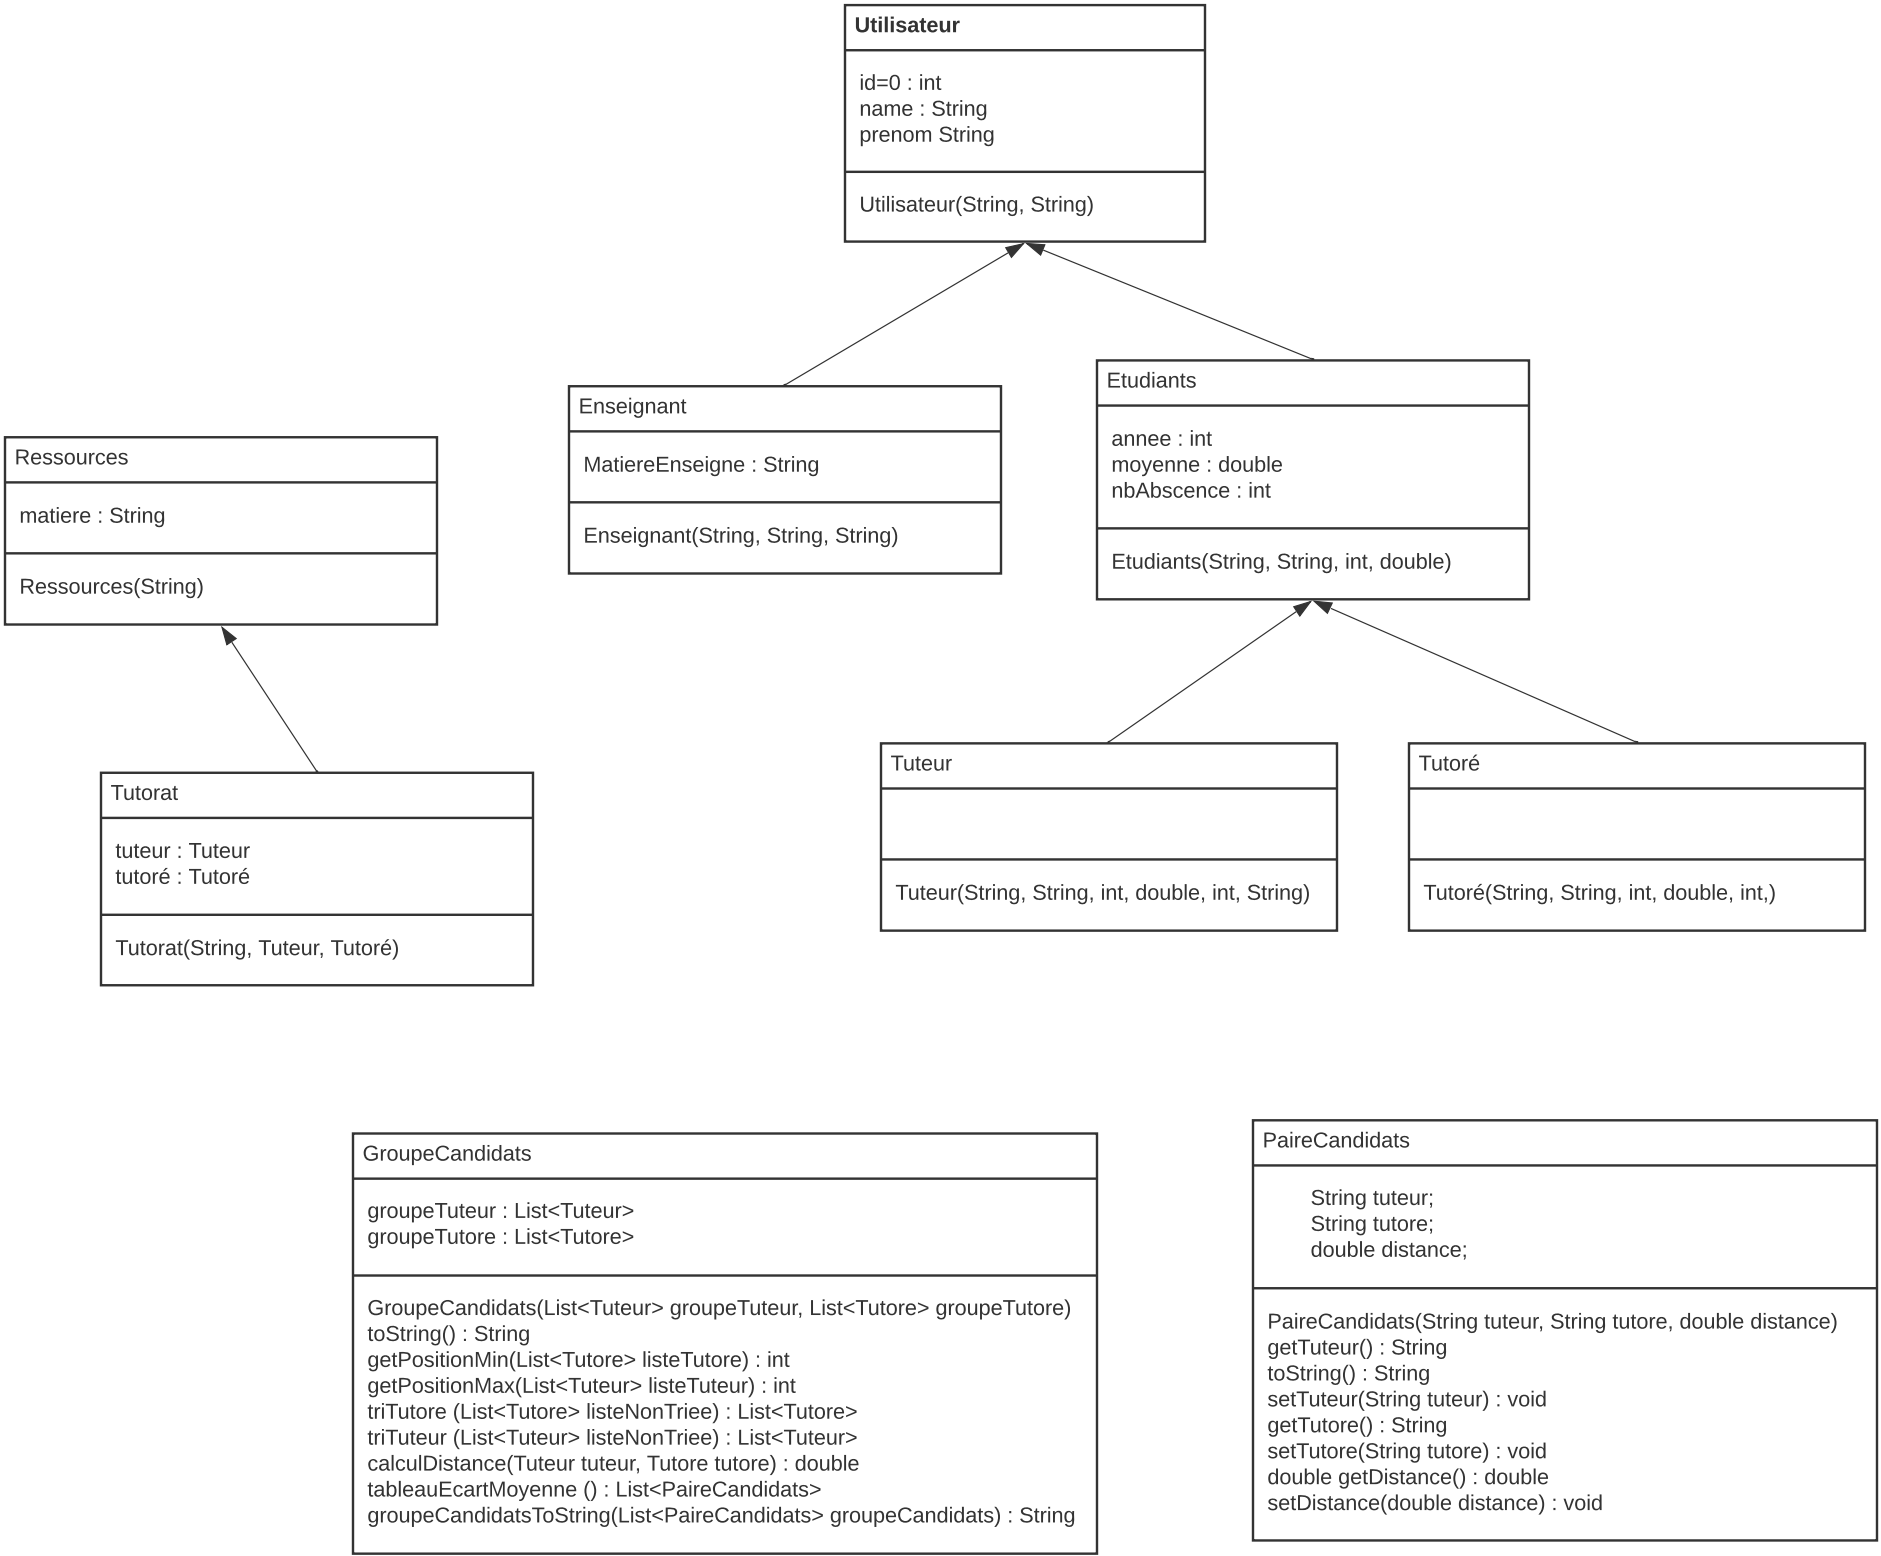 Utilisateur
id=0 : int
name : String
prenom String
Utilisateur(String, String)
Enseignant
MatiereEnseigne : String
Enseignant(String, String, String)
Etudiants
annee : int
moyenne : double
nbAbscence : int
Etudiants(String, String, int, double)
Ressources
matiere : String
Ressources(String)
Tutorat
tuteur : Tuteur
tutoré : Tutoré
Tutorat(String, Tuteur, Tutoré)
Tuteur
Tuteur(String, String, int, double, int, String)
Tutoré
Tutoré(String, String, int, double, int,)
GroupeCandidats
groupeTuteur : List<Tuteur>
groupeTutore : List<Tutore>
GroupeCandidats(List<Tuteur> groupeTuteur, List<Tutore> groupeTutore)
toString() : String
getPositionMin(List<Tutore> listeTutore) : int
getPositionMax(List<Tuteur> listeTuteur) : int
triTutore (List<Tutore> listeNonTriee) : List<Tutore>
triTuteur (List<Tuteur> listeNonTriee) : List<Tuteur>
calculDistance(Tuteur tuteur, Tutore tutore) : double
tableauEcartMoyenne () : List<PaireCandidats>
groupeCandidatsToString(List<PaireCandidats> groupeCandidats) : String
PaireCandidats
String tuteur;
String tutore;
double distance;
PaireCandidats(String tuteur, String tutore, double distance)
getTuteur() : String
toString() : String
setTuteur(String tuteur) : void
getTutore() : String
setTutore(String tutore) : void
double getDistance() : double
setDistance(double distance) : void